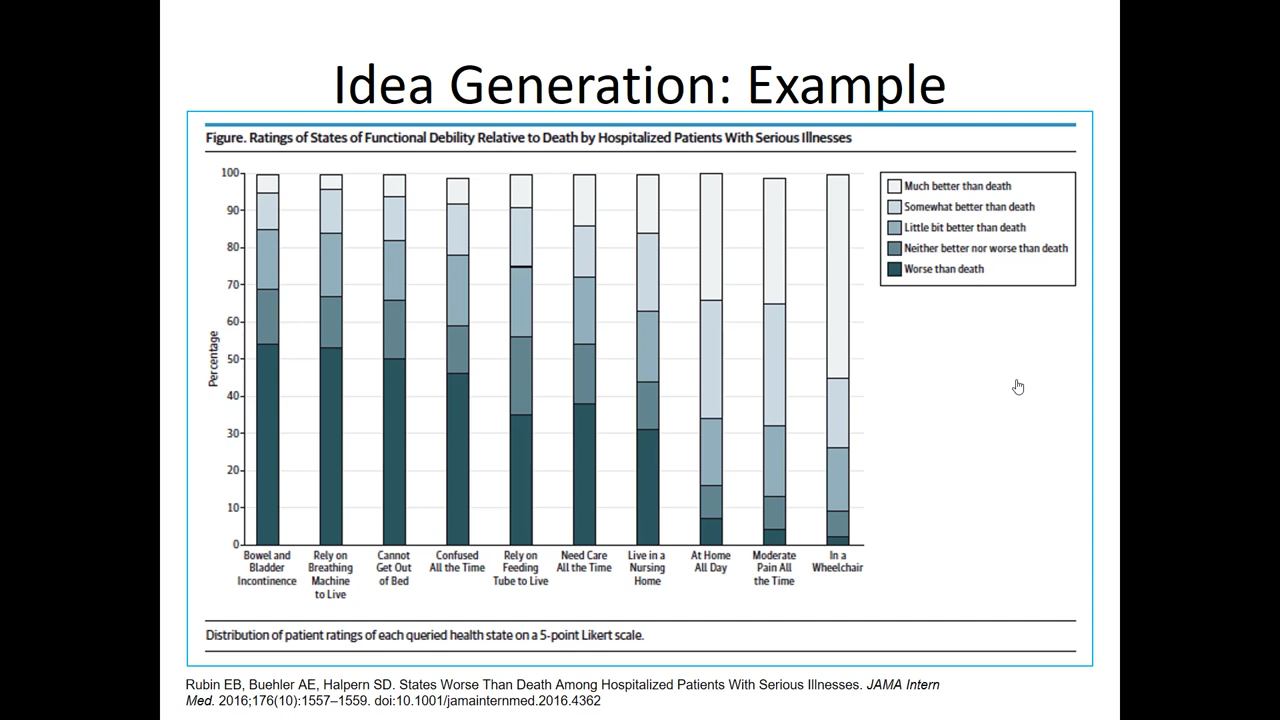 Idea Generation: Example
Figure. Ratings of States of Functional Debility Relative to Death by Hospitalized Patients With Serious Illnesses
100
90
80
70
60
50
40
30
20
10
0
Percentage
Much better than death
Somewhat better than death
Little bit better than death
Neither better nor worse than death
Worse than death
Bowel and
Bladder
Incontinence
Rely on
Breathing
Machine
to Live
Cannot
Get Out
of Bed
Confused
All the Time
Rely on
Feeding
Tube to Live
Need Care
All the Time
Live in a
Nursing
Home
At Home
All Day
Moderate
Pain All
the Time
In a
Wheelchair
Distribution of patient ratings of each queried health state on a 5-point Likert scale.
Rubin EB, Buehler AE, Halpern SD. States Worse Than Death Among Hospitalized Patients With Serious Illnesses. JAMA Intern
Med. 2016;176(10):1557–1559. doi:10.1001/jamainternmed.2016.4362